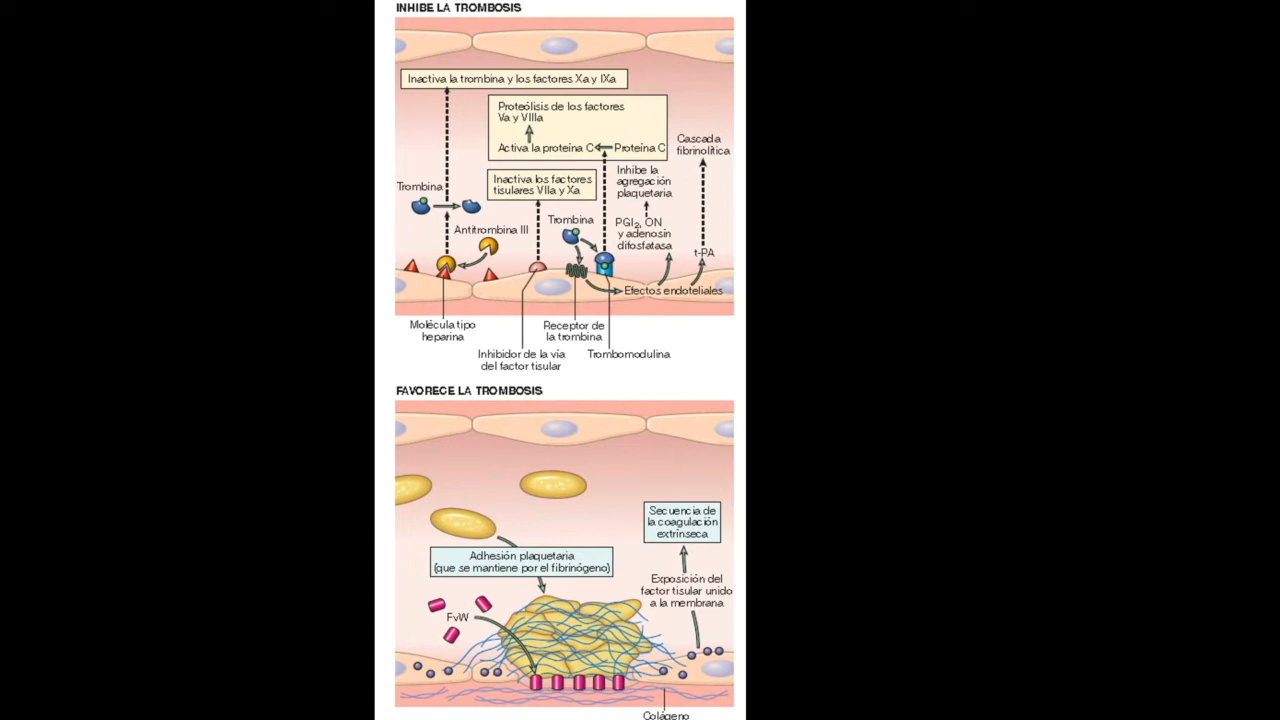 INHIBE LA TROMBOSIS
Inactiva la trombina y los factores Xa y IXa
Proteólisis de los factores
Va y VIIIa
Activa la proteína C
Proteína C
Cascada
fibrinolítica
Inhibe la
agregación
plaquetaria
Inactiva los factores
tisulares VIIa y Xa
Trombina
Antitrombina III
Trombina
PGI₂, ON
y adenosin
difosfatasa
t-PA
Efectos endoteliales
Molécula tipo
heparina
Receptor de
la trombina
Inhibidor de la vía
del factor tisular
Trombomodulina
FAVORECE LA TROMBOSIS
Secuencia de
la coagulación
extrínseca
Adhesión plaquetaria
(que se mantiene por el fibrinógeno)
Exposición del
factor tisular unido
a la membrana
FvW
Colágeno